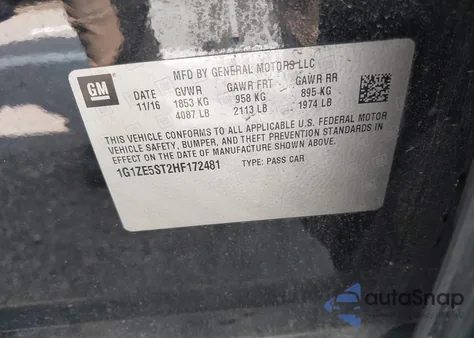 GM
MFD BY GENERAL MOTORS LLC
DATE GVWR GAWR FRT GAWR RR
11/16 1853 KG 958 KG 895 KG
4087 LB 2113 LB 1974 LB
THIS VEHICLE CONFORMS TO ALL APPLICABLE U.S. FEDERAL MOTOR
VEHICLE SAFETY, BUMPER, AND THEFT PREVENTION STANDARDS IN
EFFECT ON THE DATE OF MANUFACTURE SHOWN ABOVE.
1G1ZE5ST2HF172481 TYPE: PASS CAR
autoSnap